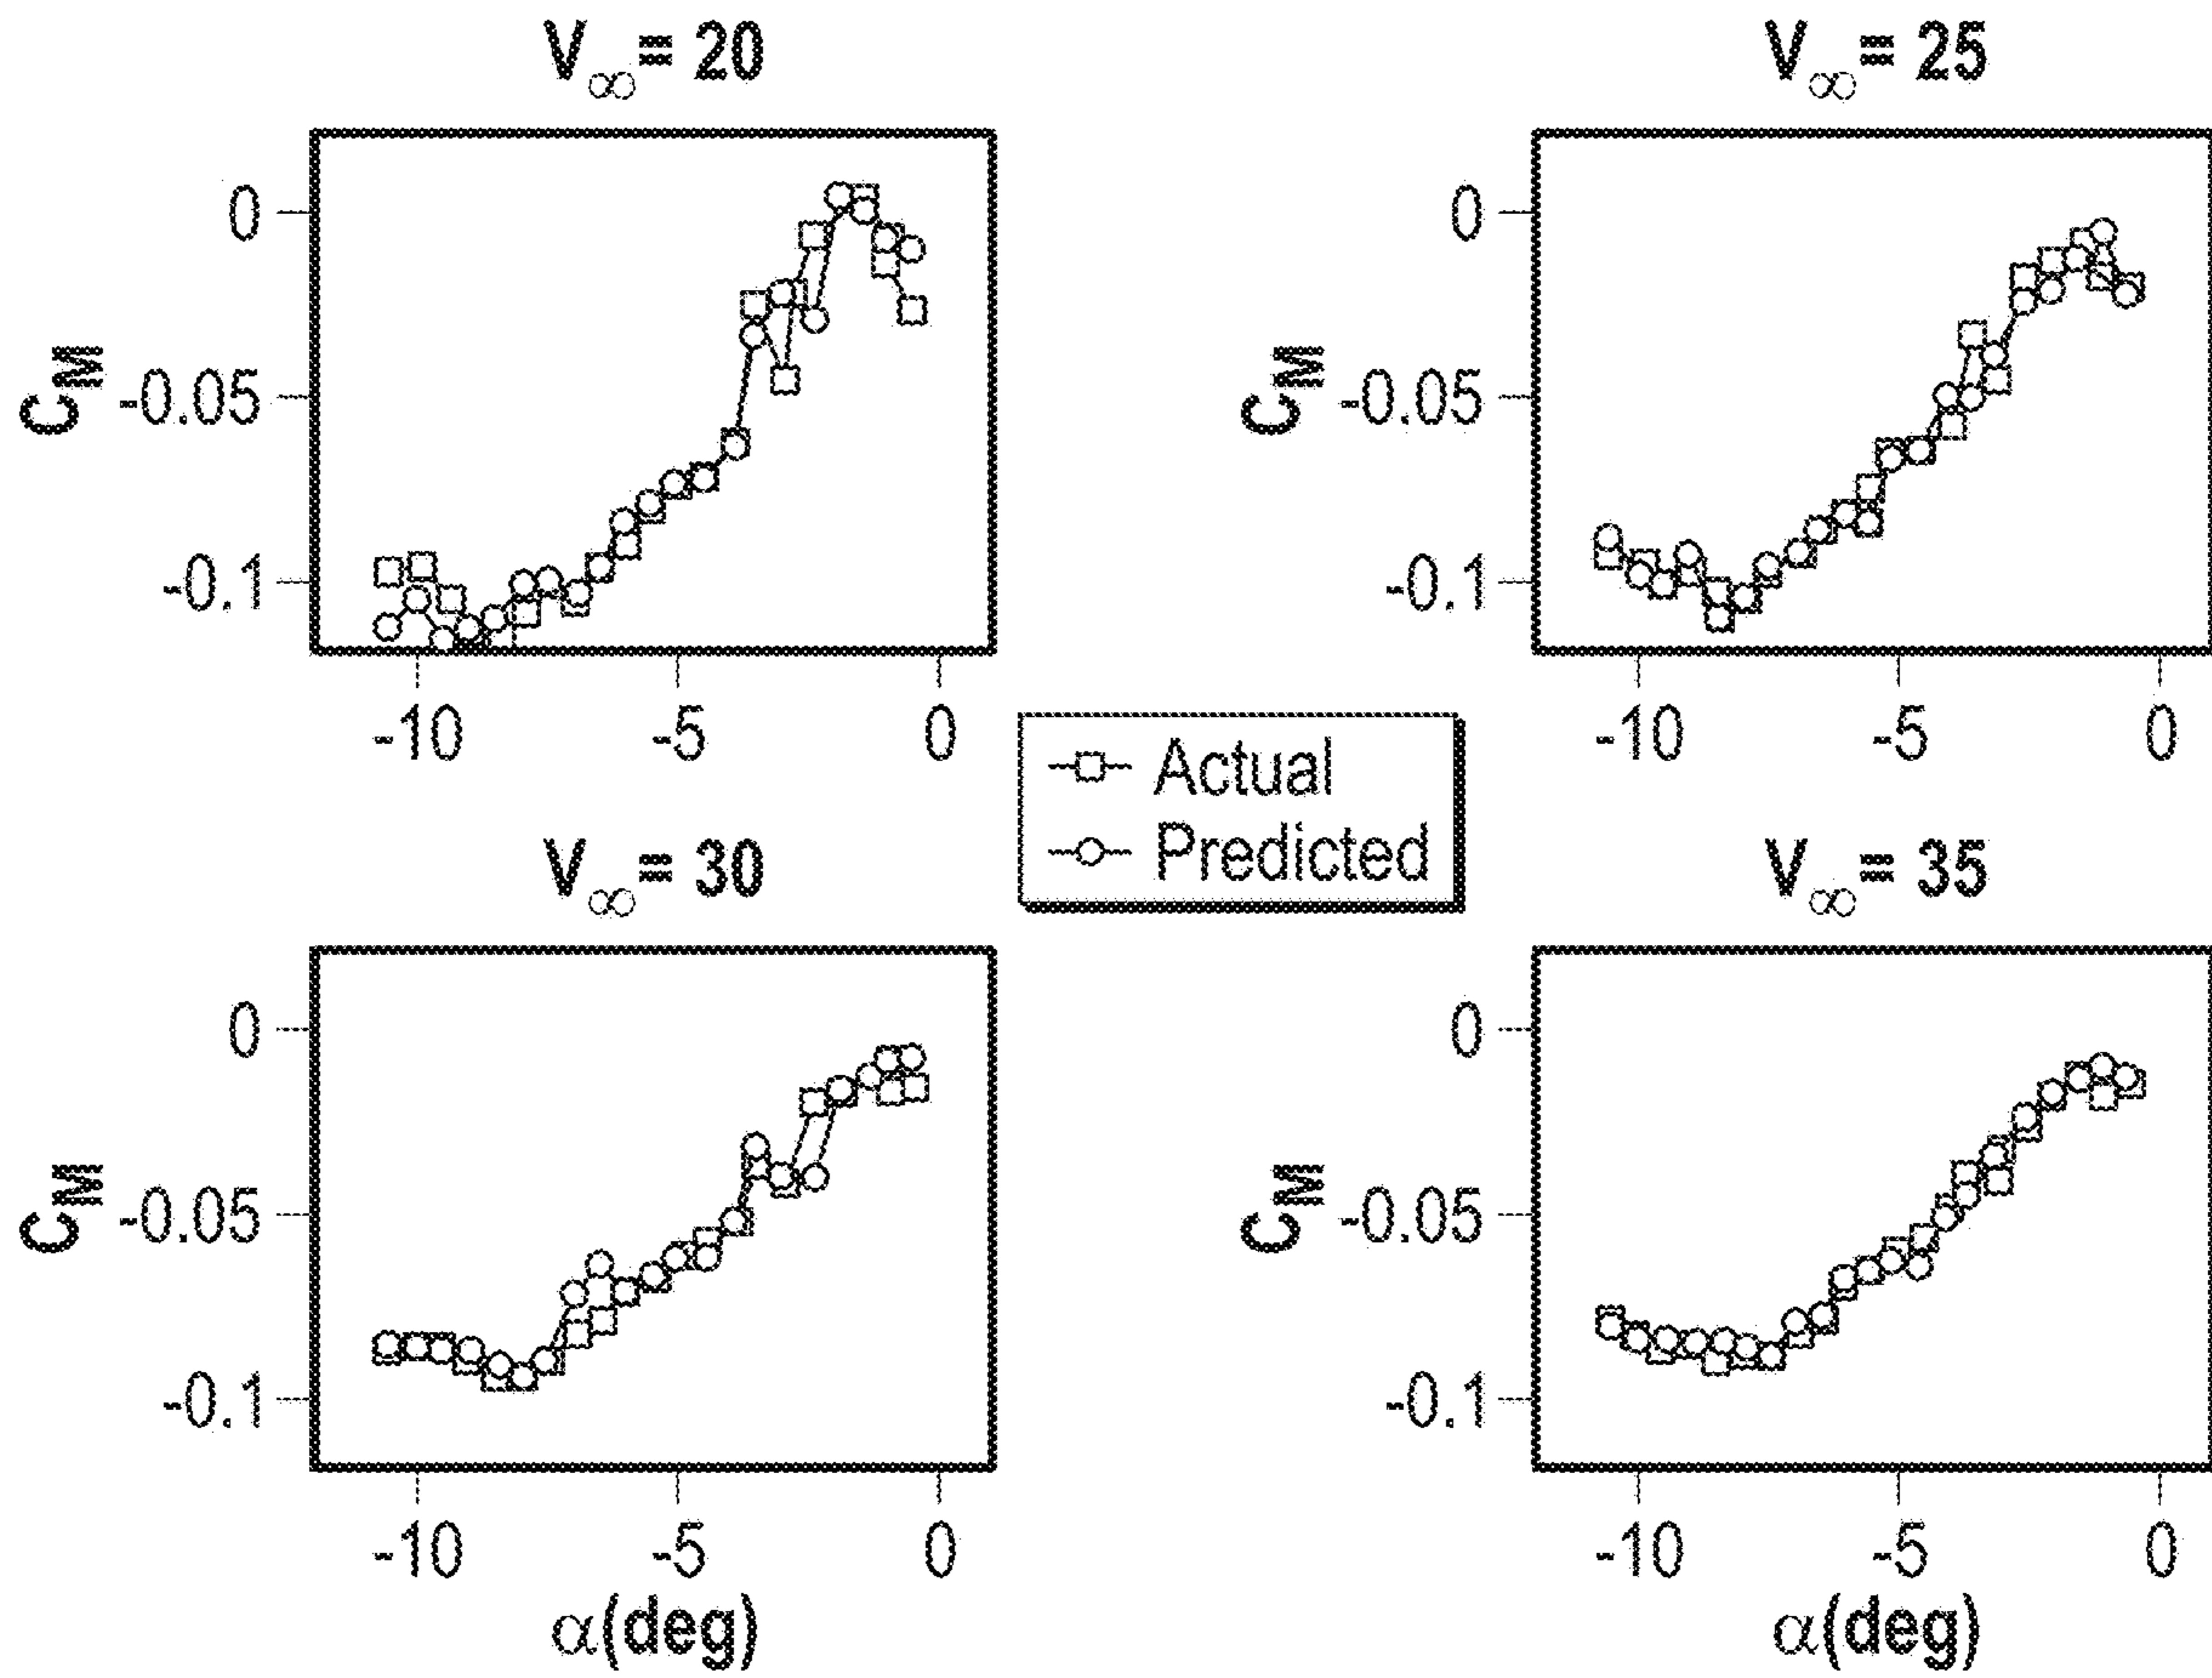 V∞ = 20
0
-0.05
-0.1
CM
-10
-5
0
V∞ = 25
0
-0.05
-0.1
CM
-10
-5
0
Actual
Predicted
V∞ = 30
0
-0.05
-0.1
CM
-10
-5
0
α(deg)
V∞ = 35
0
-0.05
-0.1
CM
-10
-5
0
α(deg)